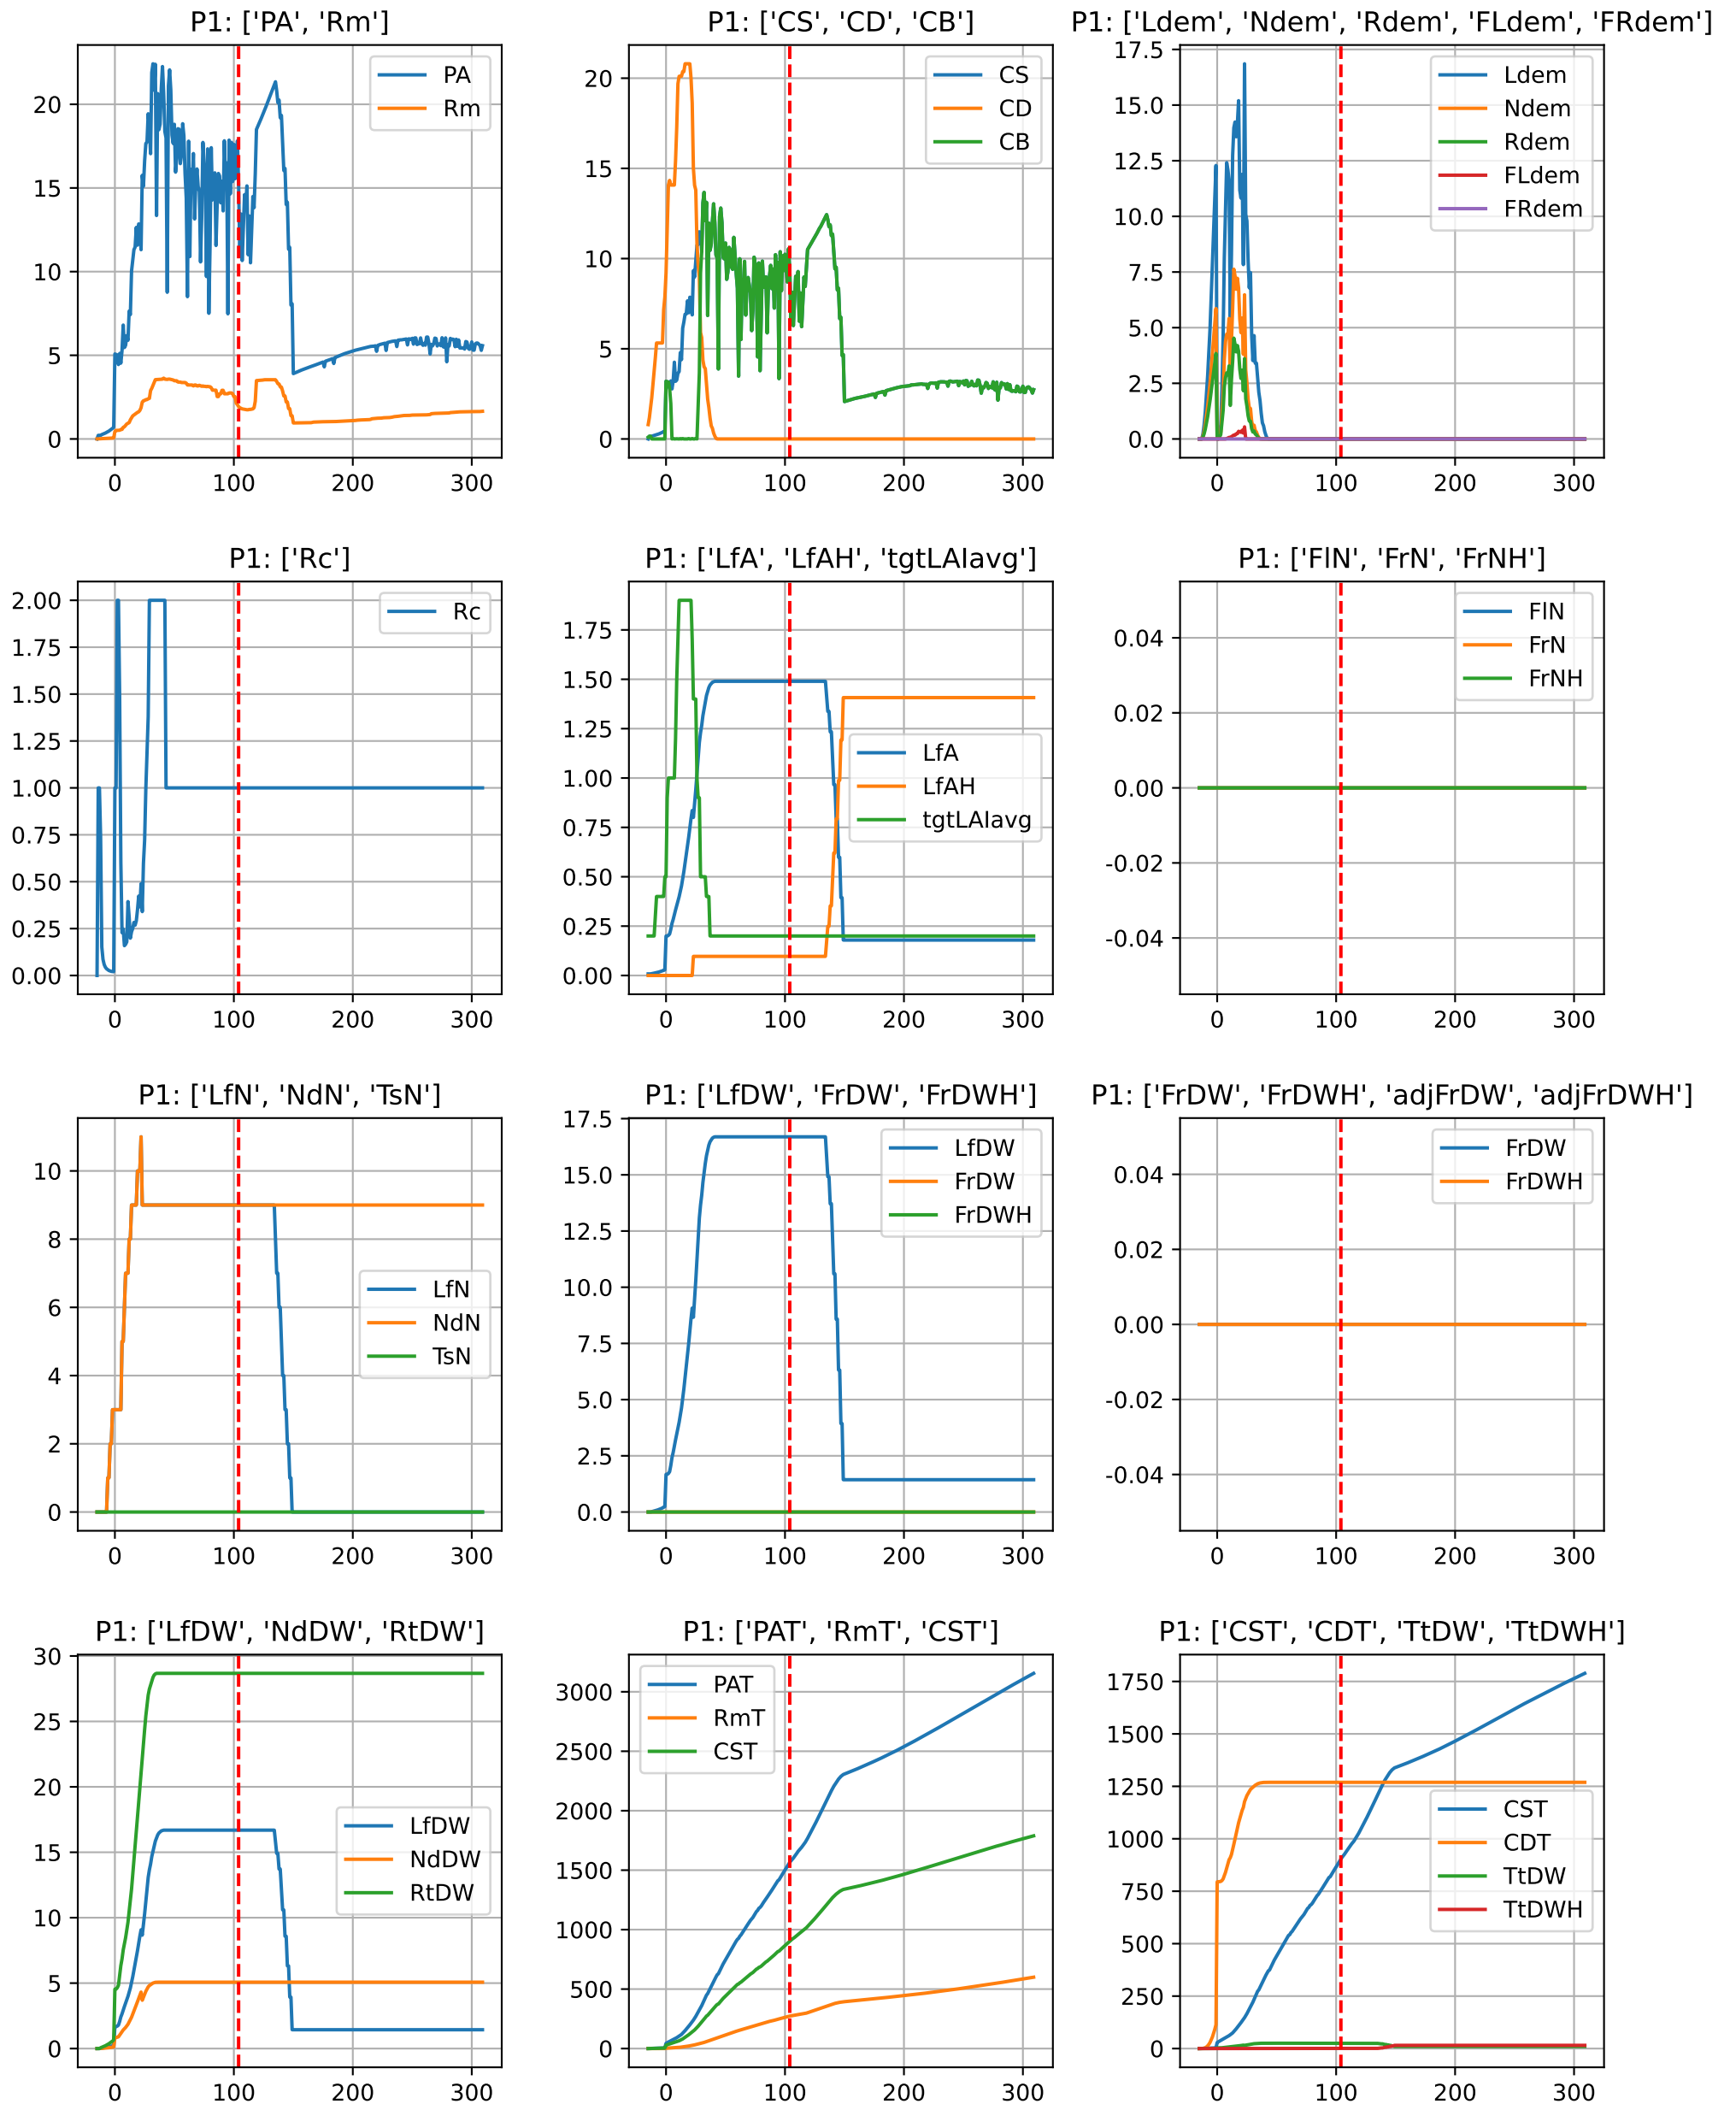 P1: ['PA', 'Rm']
PA
Rm
20
15
10
5
0
0 100 200 300
P1: ['CS', 'CD', 'CB']
CS
CD
CB
20
15
10
5
0
0 100 200 300
P1: ['Ldem', 'Ndem', 'Rdem', 'FLdem', 'FRdem']
Ldem
Ndem
Rdem
FLdem
FRdem
17.5
15.0
12.5
10.0
7.5
5.0
2.5
0.0
0 100 200 300
P1: ['Rc']
Rc
2.00
1.75
1.50
1.25
1.00
0.75
0.50
0.25
0.00
0 100 200 300
P1: ['LfA', 'LfAH', 'tgtLAIavg']
LfA
LfAH
tgtLAIavg
1.75
1.50
1.25
1.00
0.75
0.50
0.25
0.00
0 100 200 300
P1: ['FlN', 'FrN', 'FrNH']
FlN
FrN
FrNH
0.04
0.02
0.00
-0.02
-0.04
0 100 200 300
P1: ['LfN', 'NdN', 'TsN']
LfN
NdN
TsN
10
8
6
4
2
0
0 100 200 300
P1: ['LfDW', 'FrDW', 'FrDWH']
LfDW
FrDW
FrDWH
17.5
15.0
12.5
10.0
7.5
5.0
2.5
0.0
0 100 200 300
P1: ['FrDW', 'FrDWH', 'adjFrDW', 'adjFrDWH']
FrDW
FrDWH
0.04
0.02
0.00
-0.02
-0.04
0 100 200 300
P1: ['LfDW', 'NdDW', 'RtDW']
LfDW
NdDW
RtDW
30
25
20
15
10
5
0
0 100 200 300
P1: ['PAT', 'RmT', 'CST']
PAT
RmT
CST
3000
2500
2000
1500
1000
500
0
0 100 200 300
P1: ['CST', 'CDT', 'TtDW', 'TtDWH']
CST
CDT
TtDW
TtDWH
1750
1500
1250
1000
750
500
250
0
0 100 200 300